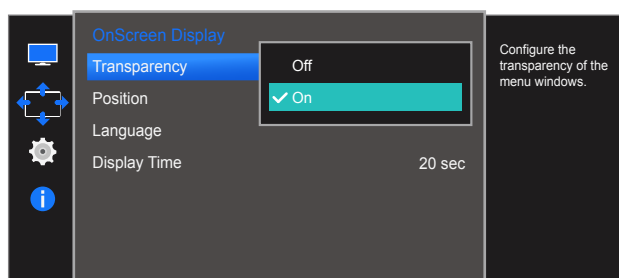 OnScreen Display
Transparency
Off
Configure the
transparency of the
menu windows.
Position
On
Language
Display Time
20 sec
i